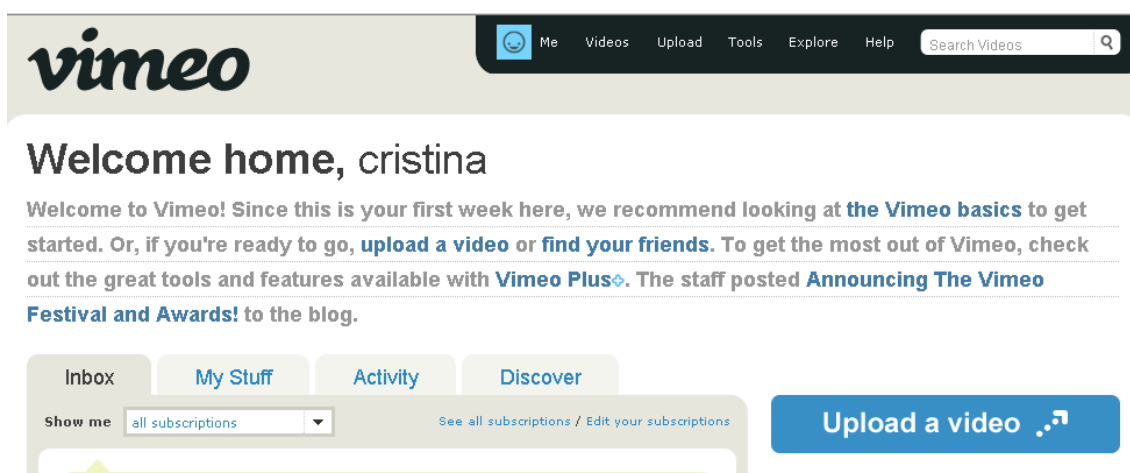 vimeo
Me Videos Upload Tools Explore Help Search Videos
Welcome home, cristina
Welcome to Vimeo! Since this is your first week here, we recommend looking at the Vimeo basics to get
started. Or, if you're ready to go, upload a video or find your friends. To get the most out of Vimeo, check
out the great tools and features available with Vimeo Plus. The staff posted Announcing The Vimeo
Festival and Awards! to the blog.
Inbox My Stuff Activity Discover
Show me all subscriptions See all subscriptions / Edit your subscriptions
Upload a video